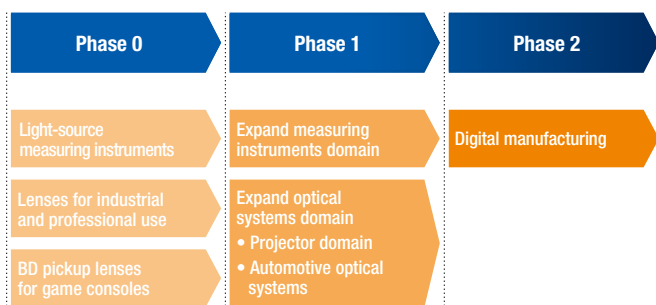 Phase 0
Phase 1
Phase 2
Light-source
measuring instruments
Expand measuring
instruments domain
Digital manufacturing
Lenses for industrial
and professional use
BD pickup lenses
for game consoles
Expand optical
systems domain
• Projector domain
• Automotive optical
systems